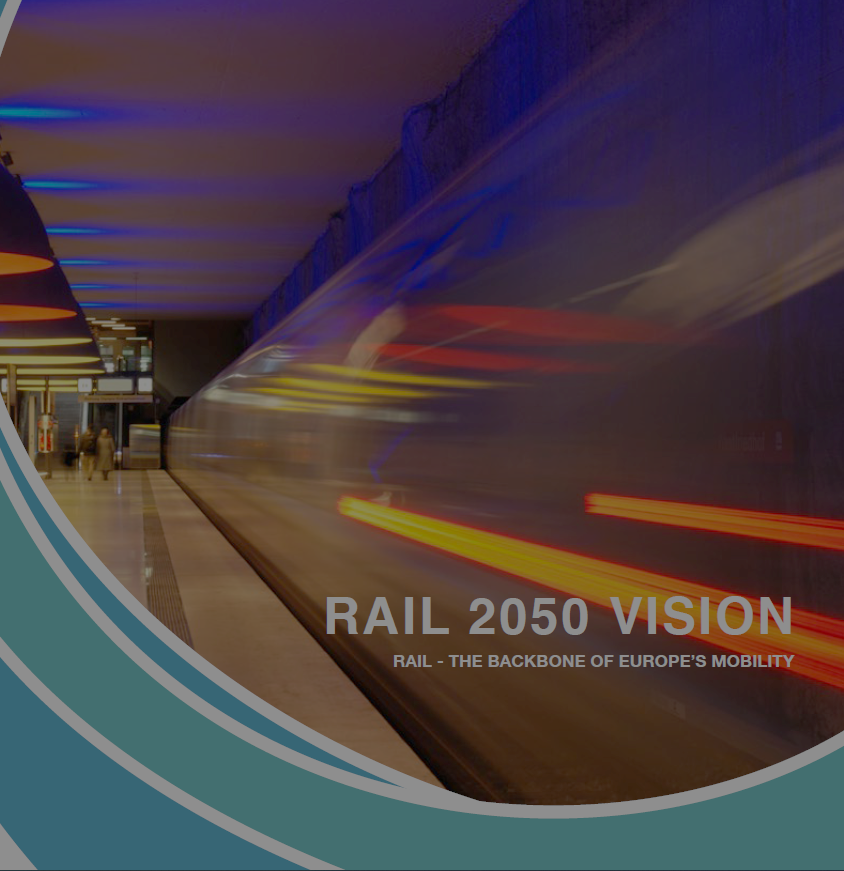 RAIL 2050 VISION
RAIL - THE BACKBONE OF EUROPE'S MOBILITY